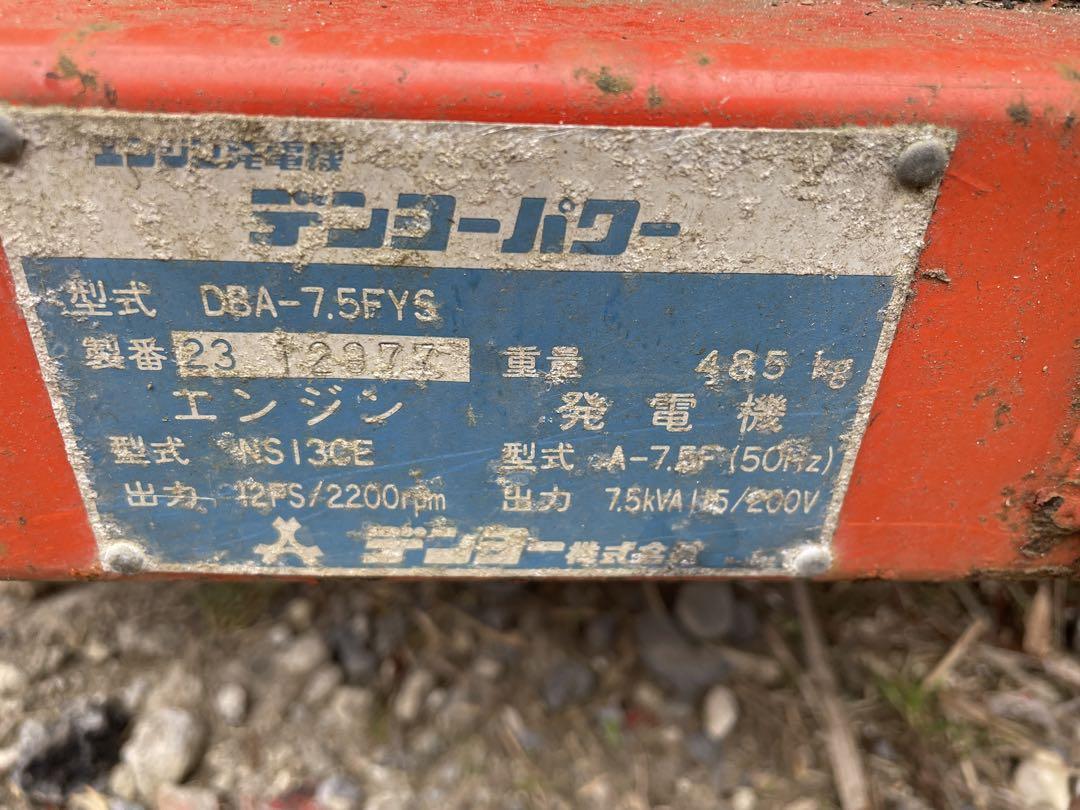 エンジン発電機
デンヨーパワー
型式 DBA-7.5FYS
製番 23 12977 重量 485 kg
エンジン 発電機
型式 NS130E 型式 A-7.5F(50Hz)
出力 12PS/2200rpm 出力 7.5kVA 115/200V
デンヨー株式会社